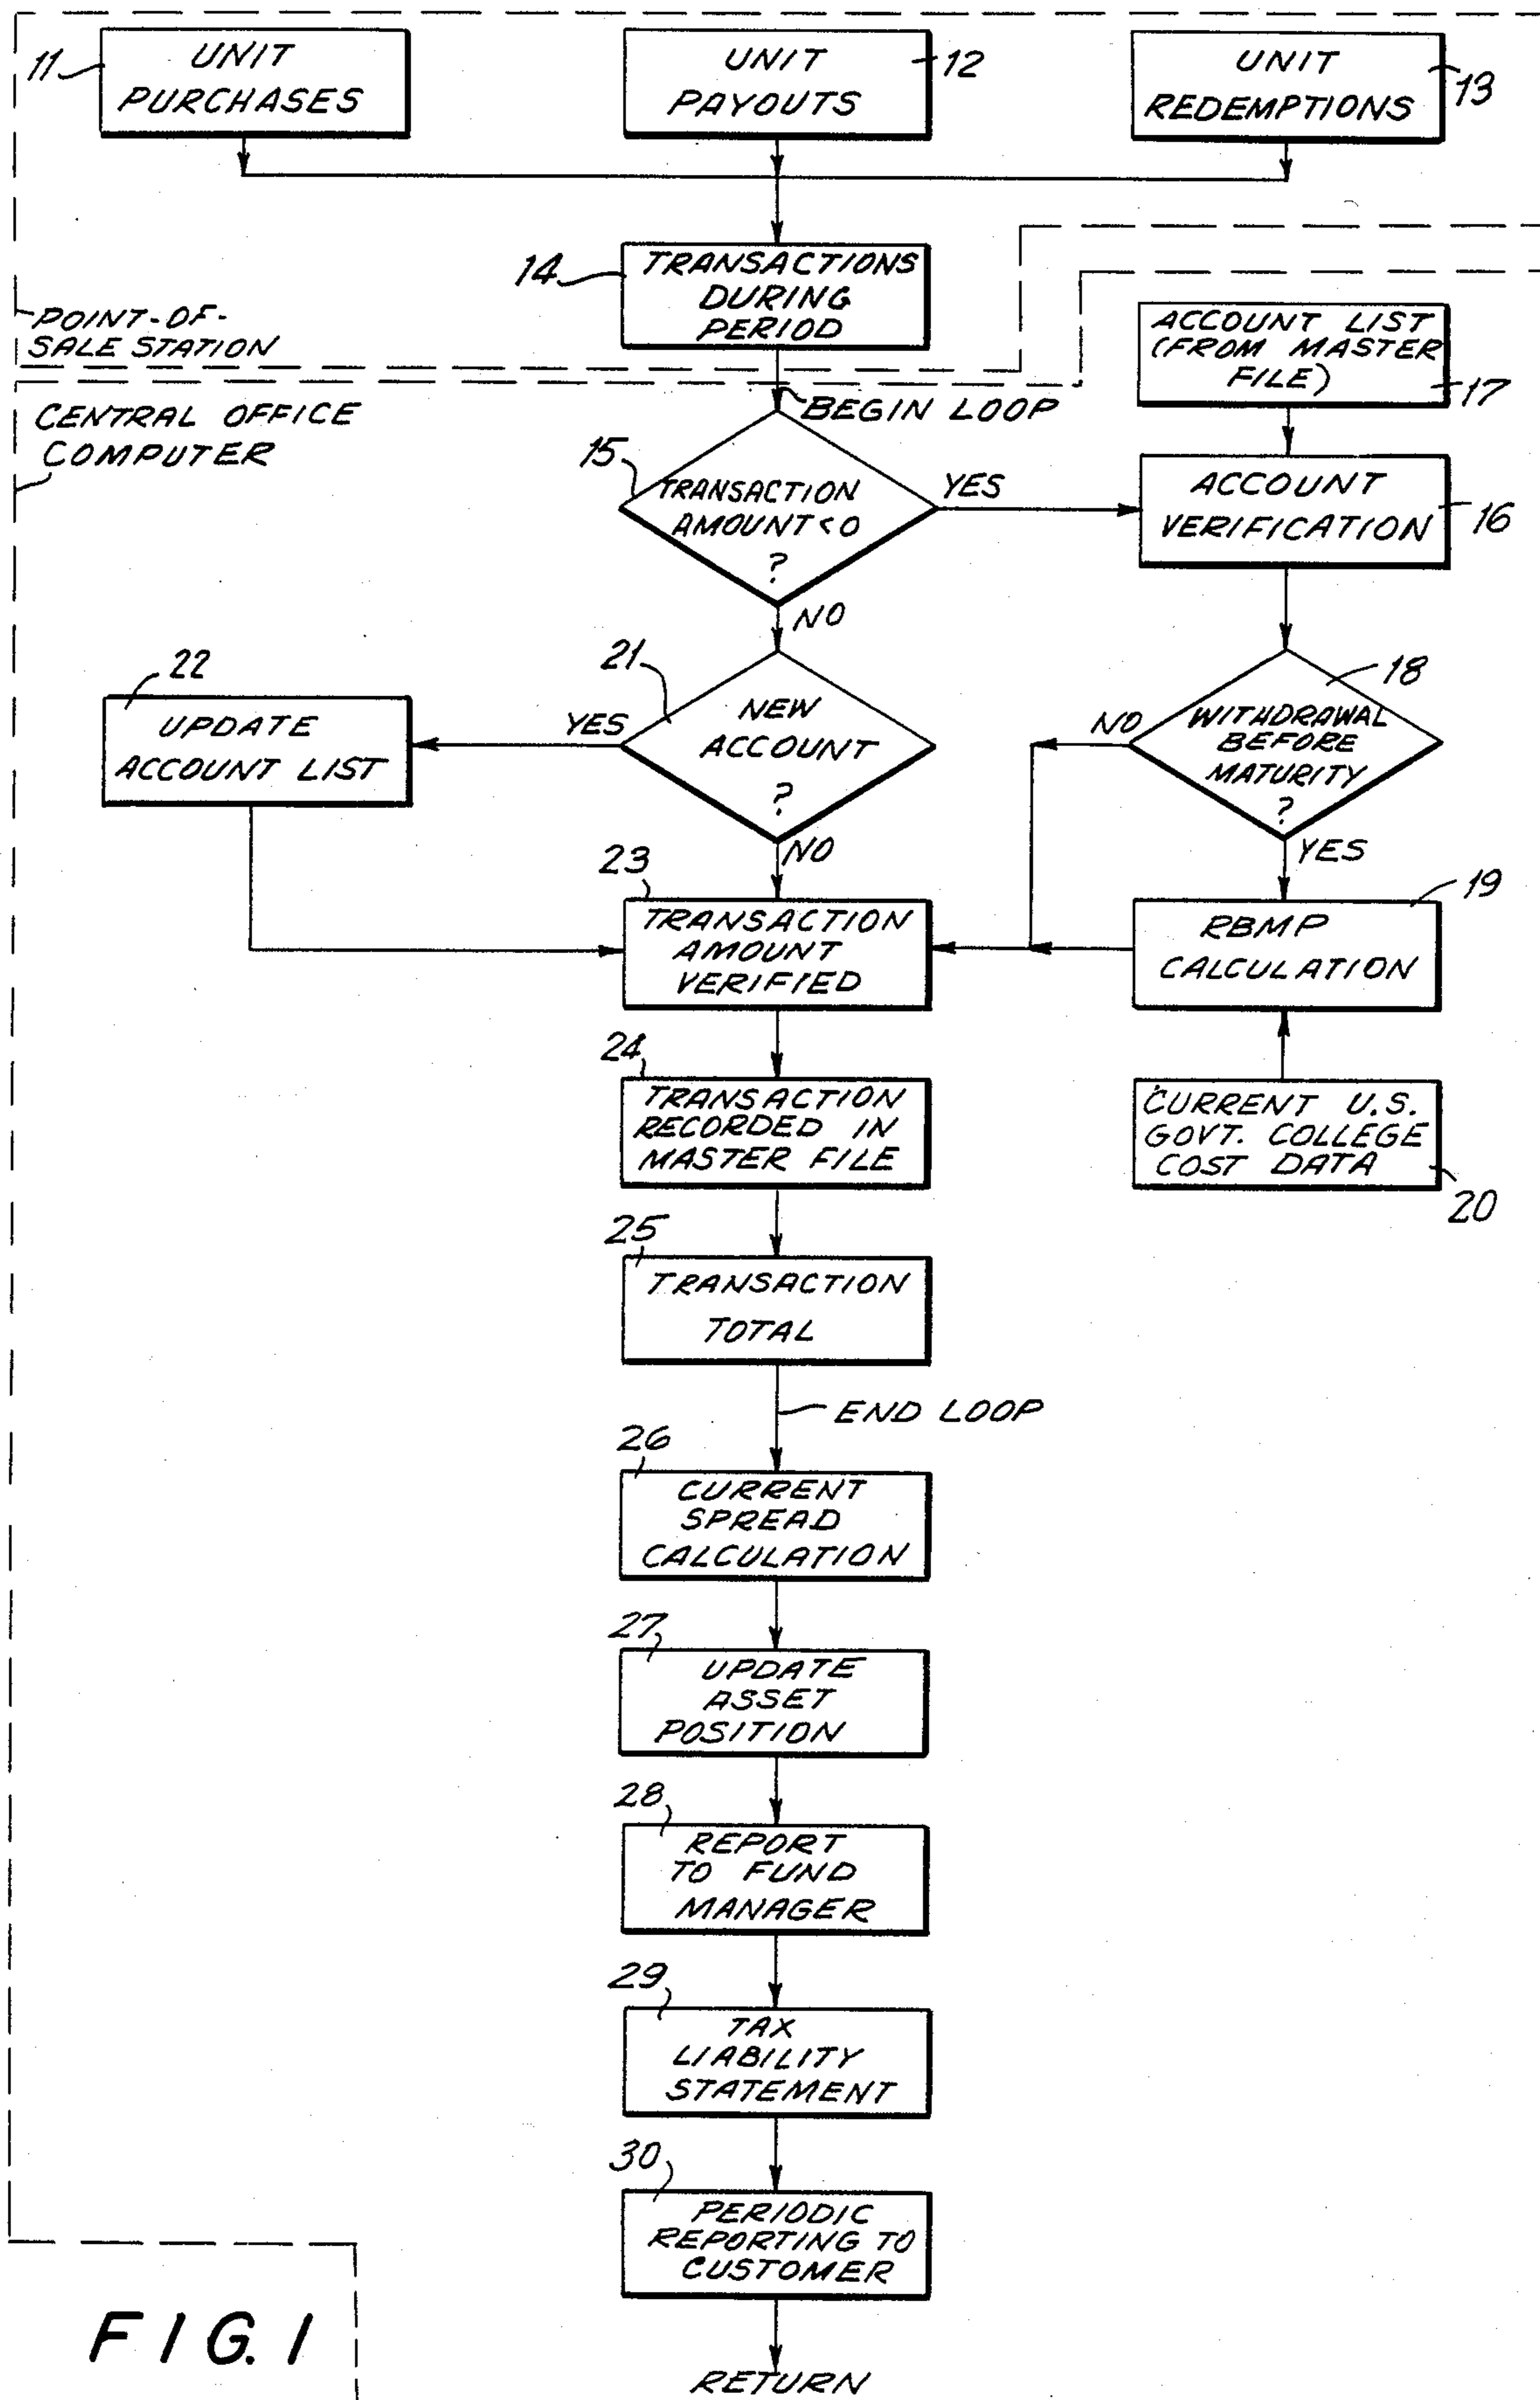 11
UNIT
PURCHASES
UNIT
PAYOUTS
12
UNIT
REDEMPTIONS
13
14
TRANSACTIONS
DURING
PERIOD
POINT-OF-
SALE STATION
ACCOUNT LIST
(FROM MASTER
FILE)
17
CENTRAL OFFICE
COMPUTER
BEGIN LOOP
15
TRANSACTION
AMOUNT<0
?
YES
NO
ACCOUNT
VERIFICATION
16
22
UPDATE
ACCOUNT LIST
21
YES
NEW
ACCOUNT
?
NO
18
NO
WITHDRAWAL
BEFORE
MATURITY
?
YES
23
TRANSACTION
AMOUNT
VERIFIED
19
RBMP
CALCULATION
24
TRANSACTION
RECORDED IN
MASTER FILE
CURRENT U.S.
GOVT. COLLEGE
COST DATA
20
25
TRANSACTION
TOTAL
END LOOP
26
CURRENT
SPREAD
CALCULATION
27
UPDATE
ASSET
POSITION
28
REPORT
TO FUND
MANAGER
29
TAX
LIABILITY
STATEMENT
30
PERIODIC
REPORTING TO
CUSTOMER
FIG. 1
RETURN